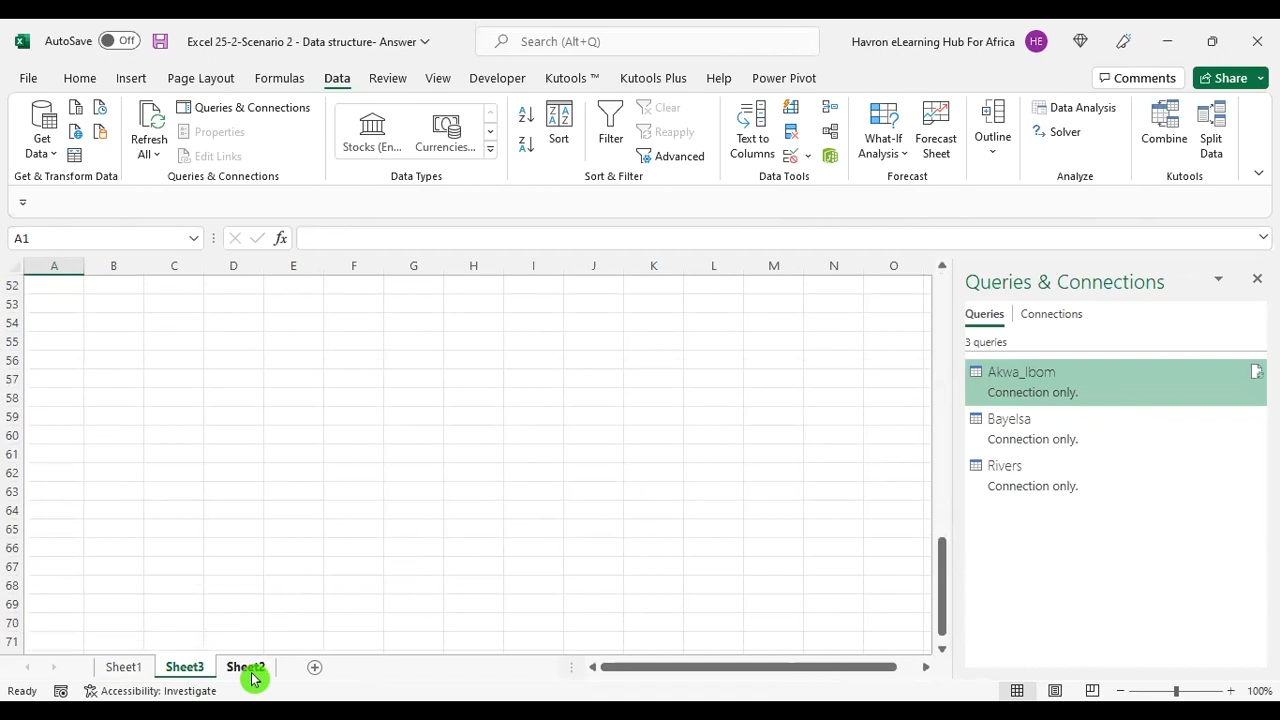 AutoSave Off Excel 25-2-Scenario 2 - Data structure- Answer Search (Alt+Q) Havron eLearning Hub For Africa HE
File Home Insert Page Layout Formulas Data Review View Developer Kutools ™ Kutools Plus Help Power Pivot Comments Share
Get Data
Refresh All
Queries & Connections
Properties
Edit Links
Stocks (En...
Currencies...
Sort
Filter
Clear
Reapply
Advanced
Text to Columns
What-If Analysis
Forecast Sheet
Outline
Data Analysis
Solver
Combine
Split Data
Get & Transform Data Queries & Connections Data Types Sort & Filter Data Tools Forecast Analyze Kutools
A1 fx
A B C D E F G H I J K L M N O
52
53
54
55
56
57
58
59
60
61
62
63
64
65
66
67
68
69
70
71
Queries & Connections
Queries Connections
3 queries
Akwa_Ibom
Connection only.
Bayelsa
Connection only.
Rivers
Connection only.
Sheet1 Sheet3 Sheet2
Ready Accessibility: Investigate 100%